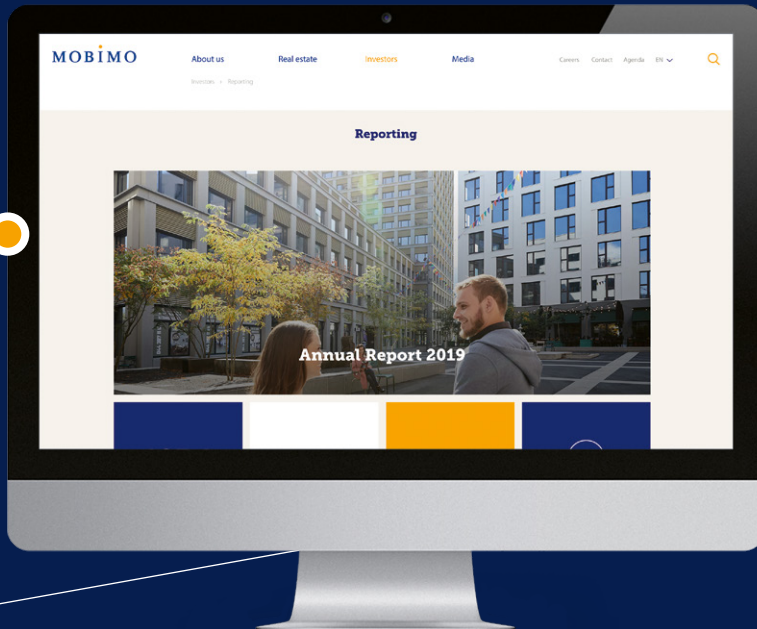 MOBIMO
About us
Real estate
Investors
Media
Careers
Contact
Agenda
EN
Investors › Reporting
Reporting
Annual Report 2019